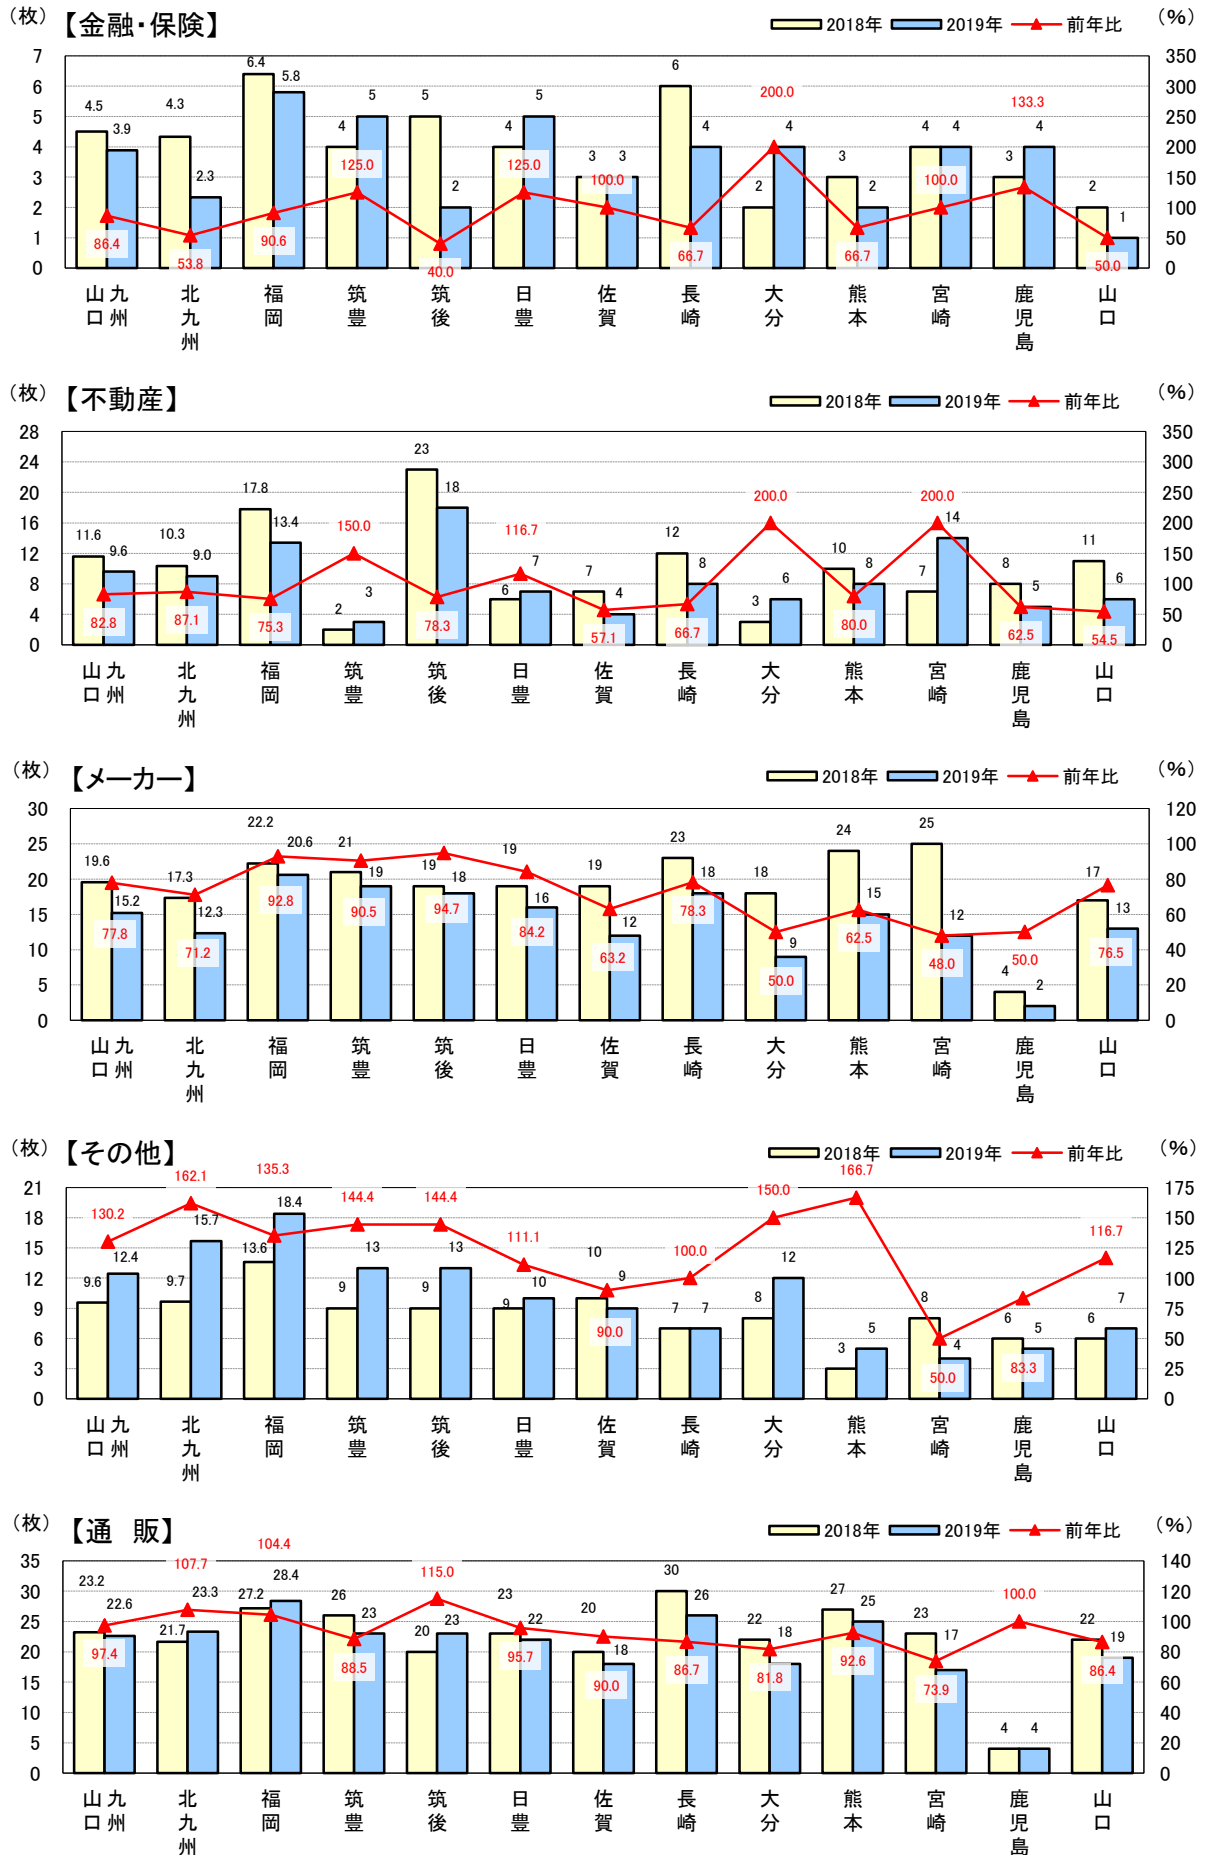 (枚) 【金融・保険】 2018年 2019年 前年比 (%)
7 350
6 300
5 250
4 200
3 150
2 100
1 50
0 0
4.5 4.3 6.4 4 5 4 3 6 2 3 4 3 2
3.9 2.3 5.8 5 2 5 3 4 4 2 4 4 1
86.4 53.8 90.6 125.0 40.0 125.0 100.0 66.7 200.0 66.7 100.0 133.3 50.0
九州山口 北九州 福岡 筑豊 筑後 日豊 佐賀 長崎 大分 熊本 宮崎 鹿児島 山口
(枚) 【不動産】 2018年 2019年 前年比 (%)
28 350
24 300
20 250
16 200
12 150
8 100
4 50
0 0
11.6 10.3 17.8 2 23 6 7 12 3 10 7 8 11
9.6 9.0 13.4 3 18 7 4 8 6 8 14 5 6
82.8 87.1 75.3 150.0 78.3 116.7 57.1 66.7 200.0 80.0 200.0 62.5 54.5
九州山口 北九州 福岡 筑豊 筑後 日豊 佐賀 長崎 大分 熊本 宮崎 鹿児島 山口
(枚) 【メーカー】 2018年 2019年 前年比 (%)
30 120
25 100
20 80
15 60
10 40
5 20
0 0
19.6 17.3 22.2 21 19 19 19 23 18 24 25 4 17
15.2 12.3 20.6 19 18 16 12 18 9 15 12 2 13
77.8 71.2 92.8 90.5 94.7 84.2 63.2 78.3 50.0 62.5 48.0 50.0 76.5
九州山口 北九州 福岡 筑豊 筑後 日豊 佐賀 長崎 大分 熊本 宮崎 鹿児島 山口
(枚) 【その他】 2018年 2019年 前年比 (%)
21 175
18 150
15 125
12 100
9 75
6 50
3 25
0 0
9.6 9.7 13.6 9 9 9 10 7 8 3 8 6 6
12.4 15.7 18.4 13 13 10 9 7 12 5 4 5 7
130.2 162.1 135.3 144.4 144.4 111.1 90.0 100.0 150.0 166.7 50.0 83.3 116.7
九州山口 北九州 福岡 筑豊 筑後 日豊 佐賀 長崎 大分 熊本 宮崎 鹿児島 山口
(枚) 【通 販】 2018年 2019年 前年比 (%)
35 140
30 120
25 100
20 80
15 60
10 40
5 20
0 0
23.2 21.7 27.2 26 20 23 20 30 22 27 23 4 22
22.6 23.3 28.4 23 23 22 18 26 18 25 17 4 19
97.4 107.7 104.4 88.5 115.0 95.7 90.0 86.7 81.8 92.6 73.9 100.0 86.4
九州山口 北九州 福岡 筑豊 筑後 日豊 佐賀 長崎 大分 熊本 宮崎 鹿児島 山口